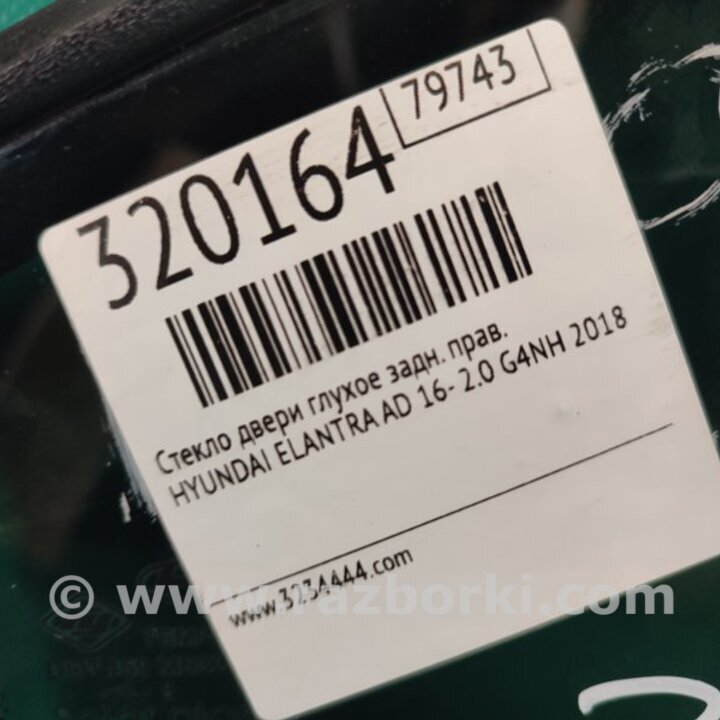 79743
320164
Стекло двери глухое задн. прав.
HYUNDAI ELANTRA AD 16- 2.0 G4NH 2018
www.3234444.com
© www.razborki.com